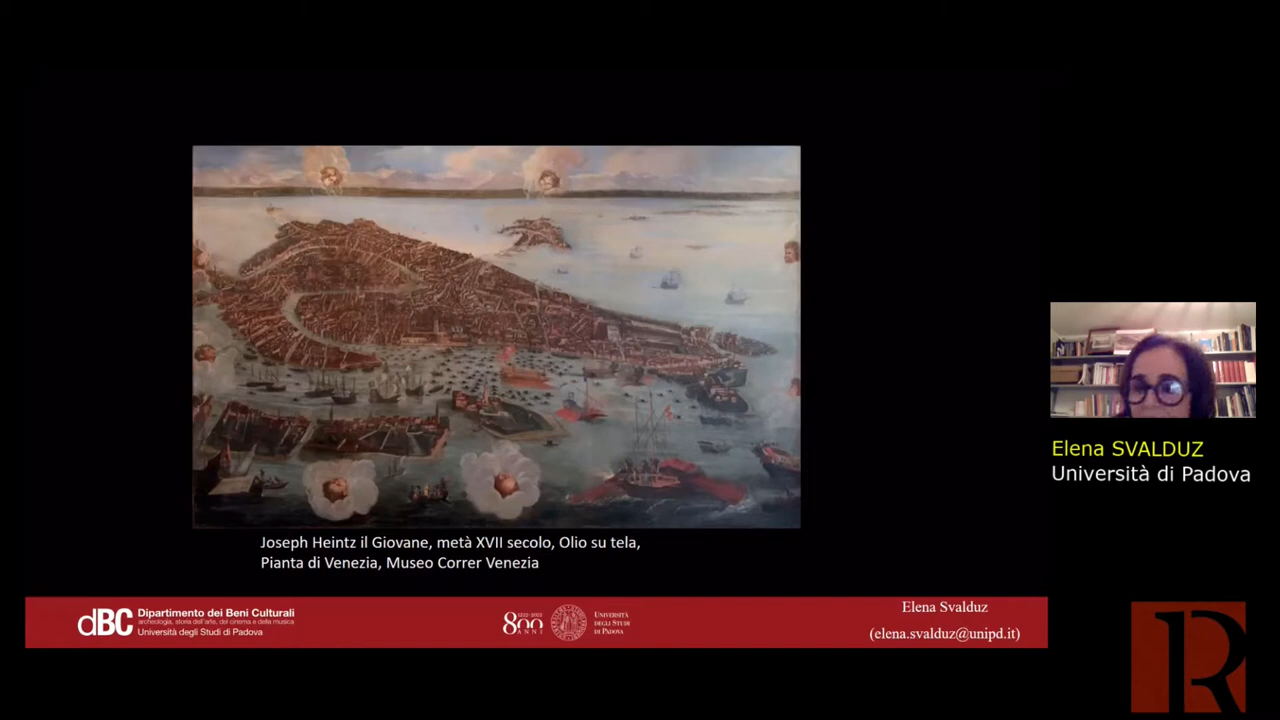 Joseph Heintz il Giovane, metà XVII secolo, Olio su tela,
Pianta di Venezia, Museo Correr Venezia
Elena SVALDUZ
Università di Padova
dBC
Dipartimento dei Beni Culturali
archeologia, storia dell'arte, del cinema e della musica
Università degli Studi di Padova
1222·2022
800
ANNI
UNIVERSITÀ
DEGLI STUDI
DI PADOVA
Elena Svalduz
(elena.svalduz@unipd.it)
R